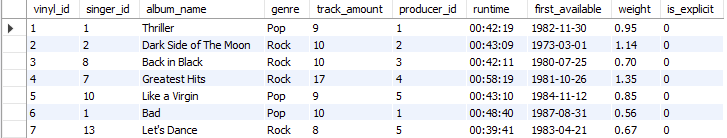 vinyl_id singer_id album_name genre track_amount producer_id runtime first_available weight is_explicit
1 1 Thriller Pop 9 1 00:42:19 1982-11-30 0.95 0
2 2 Dark Side of The Moon Rock 10 2 00:43:09 1973-03-01 1.14 0
3 8 Back in Black Rock 10 3 00:42:11 1980-07-25 0.70 0
4 7 Greatest Hits Rock 17 4 00:58:19 1981-10-26 1.35 0
5 10 Like a Virgin Pop 9 5 00:43:10 1984-11-12 0.85 0
6 1 Bad Pop 10 1 00:48:40 1987-08-31 0.56 0
7 13 Let's Dance Rock 8 5 00:39:41 1983-04-21 0.67 0